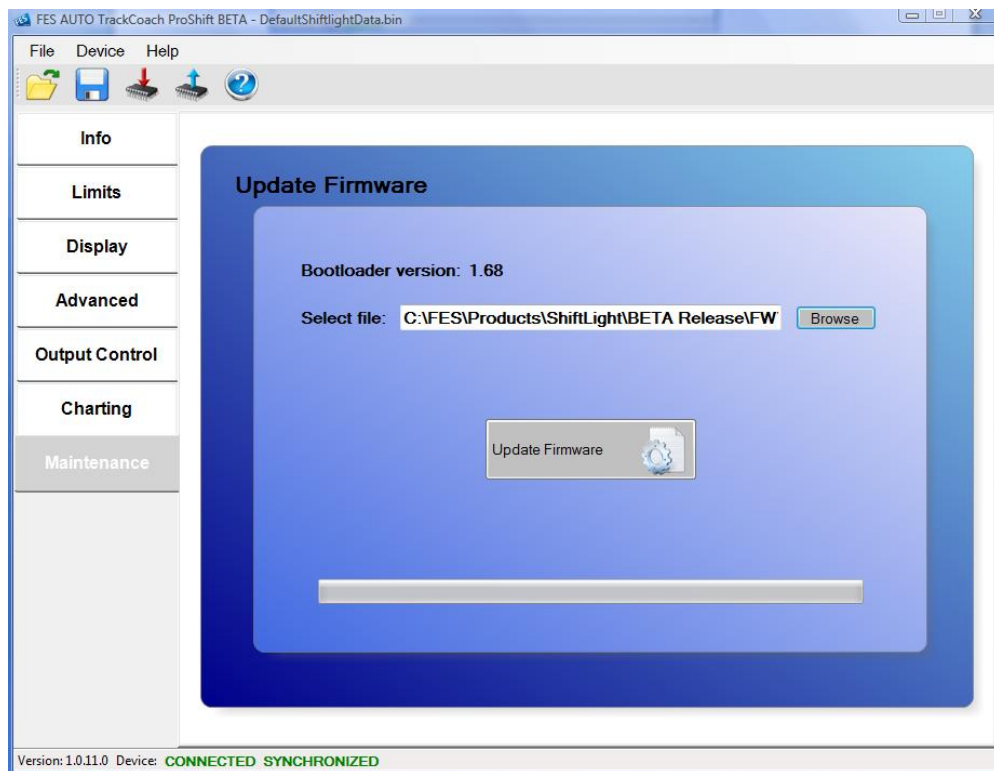 FES AUTO TrackCoach ProShift BETA - DefaultShiftlightData.bin
File Device Help
Info
Limits
Display
Advanced
Output Control
Charting
Maintenance
Update Firmware
Bootloader version: 1.68
Select file: C:\FES\Products\ShiftLight\BETA Release\FW Browse
Update Firmware
Version: 1.0.11.0 Device: CONNECTED SYNCHRONIZED